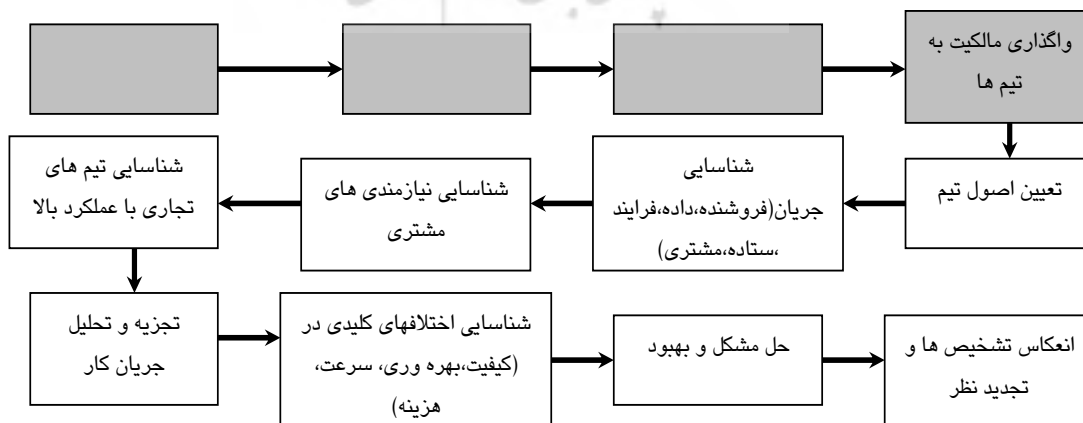 واگذاری مالکیت به
تیم ها
تعیین اصول تیم
شناسایی
جریان(فروشنده،داده،فرایند
،ستاده،مشتری)
شناسایی نیازمندی های
مشتری
شناسایی تیم های
تجاری با عملکرد بالا
تجزیه و تحلیل
جریان کار
شناسایی اختلافهای کلیدی در
(کیفیت،بهره وری، سرعت،
هزینه)
حل مشکل و بهبود
انعکاس تشخیص ها و
تجدید نظر